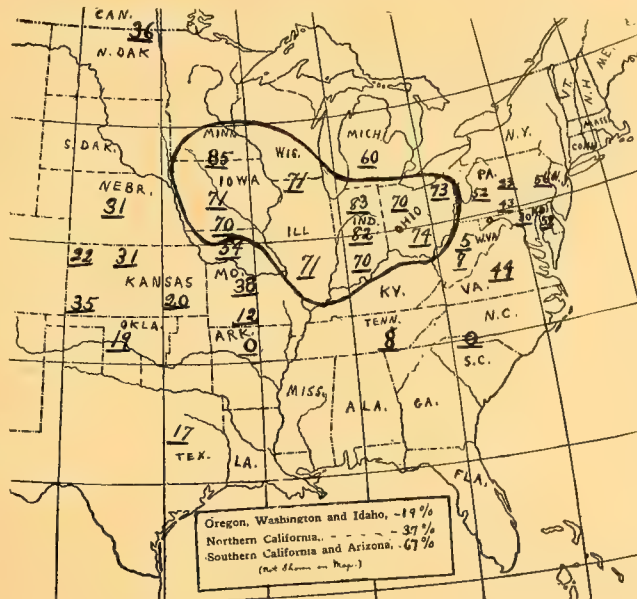 CAN.
36
N. DAK
S. DAK.
MINN.
85
WIS.
MICH
60
N.Y.
VT.
N.H
ME.
MASS
CONN
NEBR.
31
IOWA
71
70
71
ILL
71
83
IND.
82
70
70
OHIO
74
73
PA.
52
43
W.VA
5
7
VA.
44
22
31
KANSAS
35
20
54
MO.
38
12
KY.
OKLA.
19
ARK.
0
TENN.
8
N.C.
0
S.C.
MISS.
ALA.
GA.
17
TEX.
LA.
FLA.
Oregon, Washington and Idaho, -19%
Northern California, - - - 37%
Southern California and Arizona, -67%
(Not Shown on Map.)